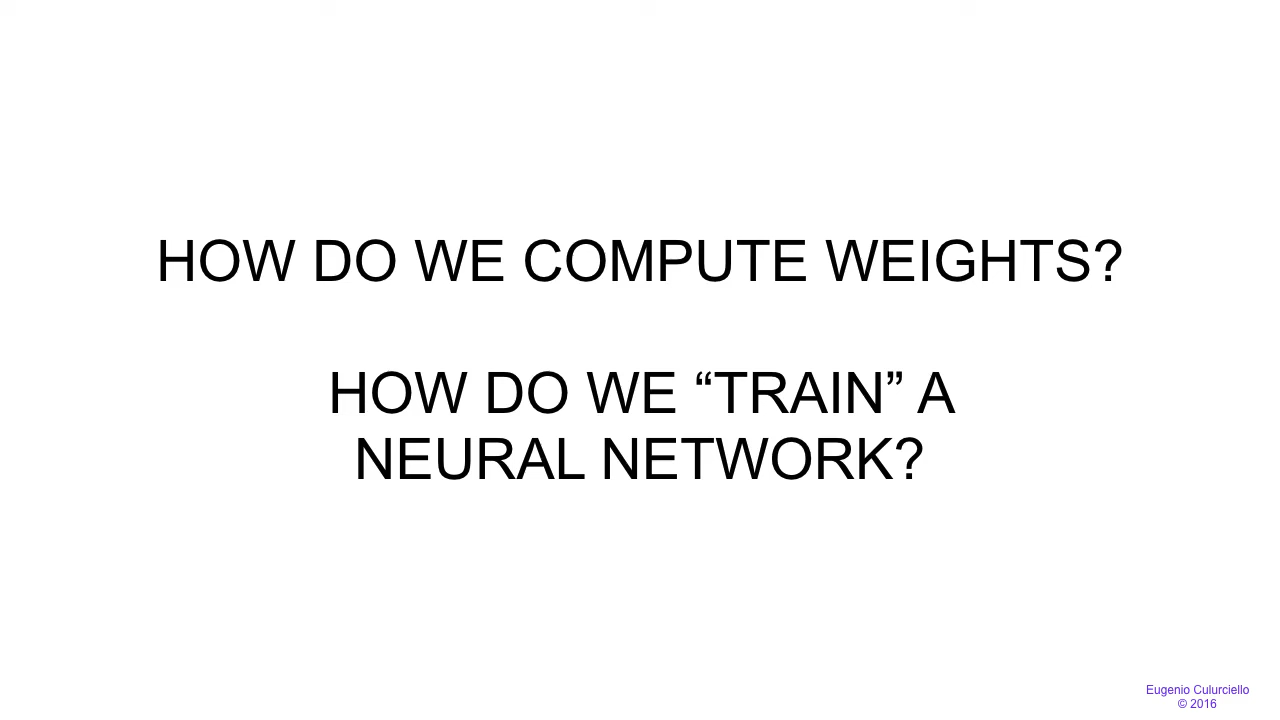 HOW DO WE COMPUTE WEIGHTS?
HOW DO WE “TRAIN” A
NEURAL NETWORK?
Eugenio Culurciello
© 2016